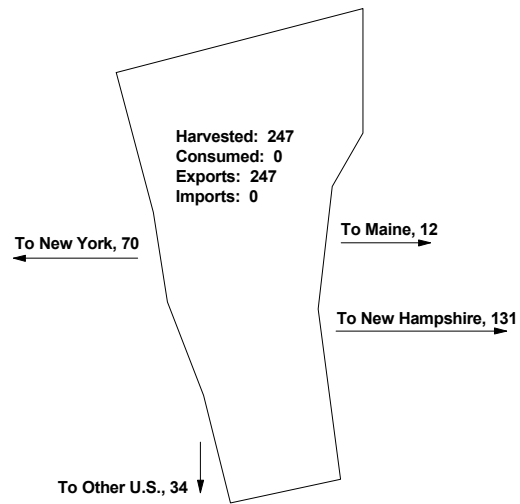 Harvested: 247
Consumed: 0
Exports: 247
Imports: 0
To Maine, 12
To New York, 70
To New Hampshire, 131
To Other U.S., 34